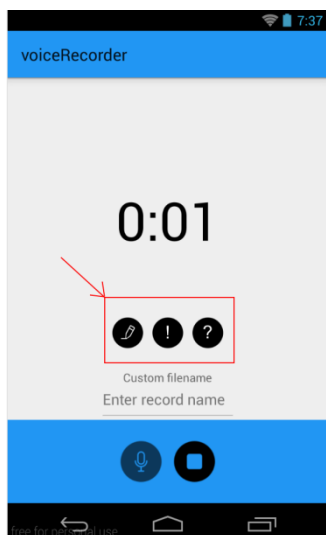 7:37
voiceRecorder
0:01
! ?
Custom filename
Enter record name
free for personal use